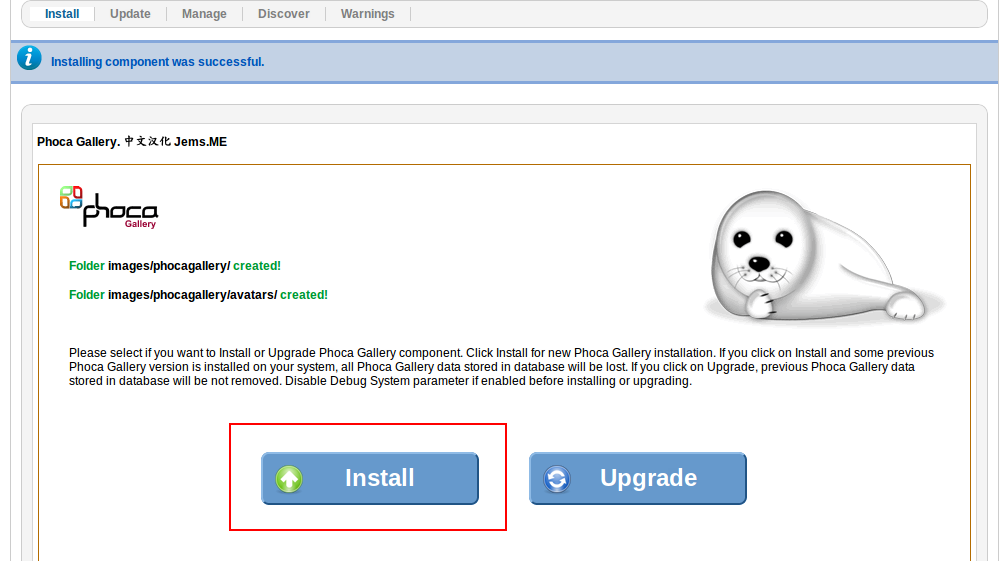 Install Update Manage Discover Warnings
Installing component was successful.
Phoca Gallery. 中文汉化 Jems.ME
phoca
Gallery
Folder images/phocagallery/ created!
Folder images/phocagallery/avatars/ created!
Please select if you want to Install or Upgrade Phoca Gallery component. Click Install for new Phoca Gallery installation. If you click on Install and some previous
Phoca Gallery version is installed on your system, all Phoca Gallery data stored in database will be lost. If you click on Upgrade, previous Phoca Gallery data
stored in database will be not removed. Disable Debug System parameter if enabled before installing or upgrading.
Install Upgrade